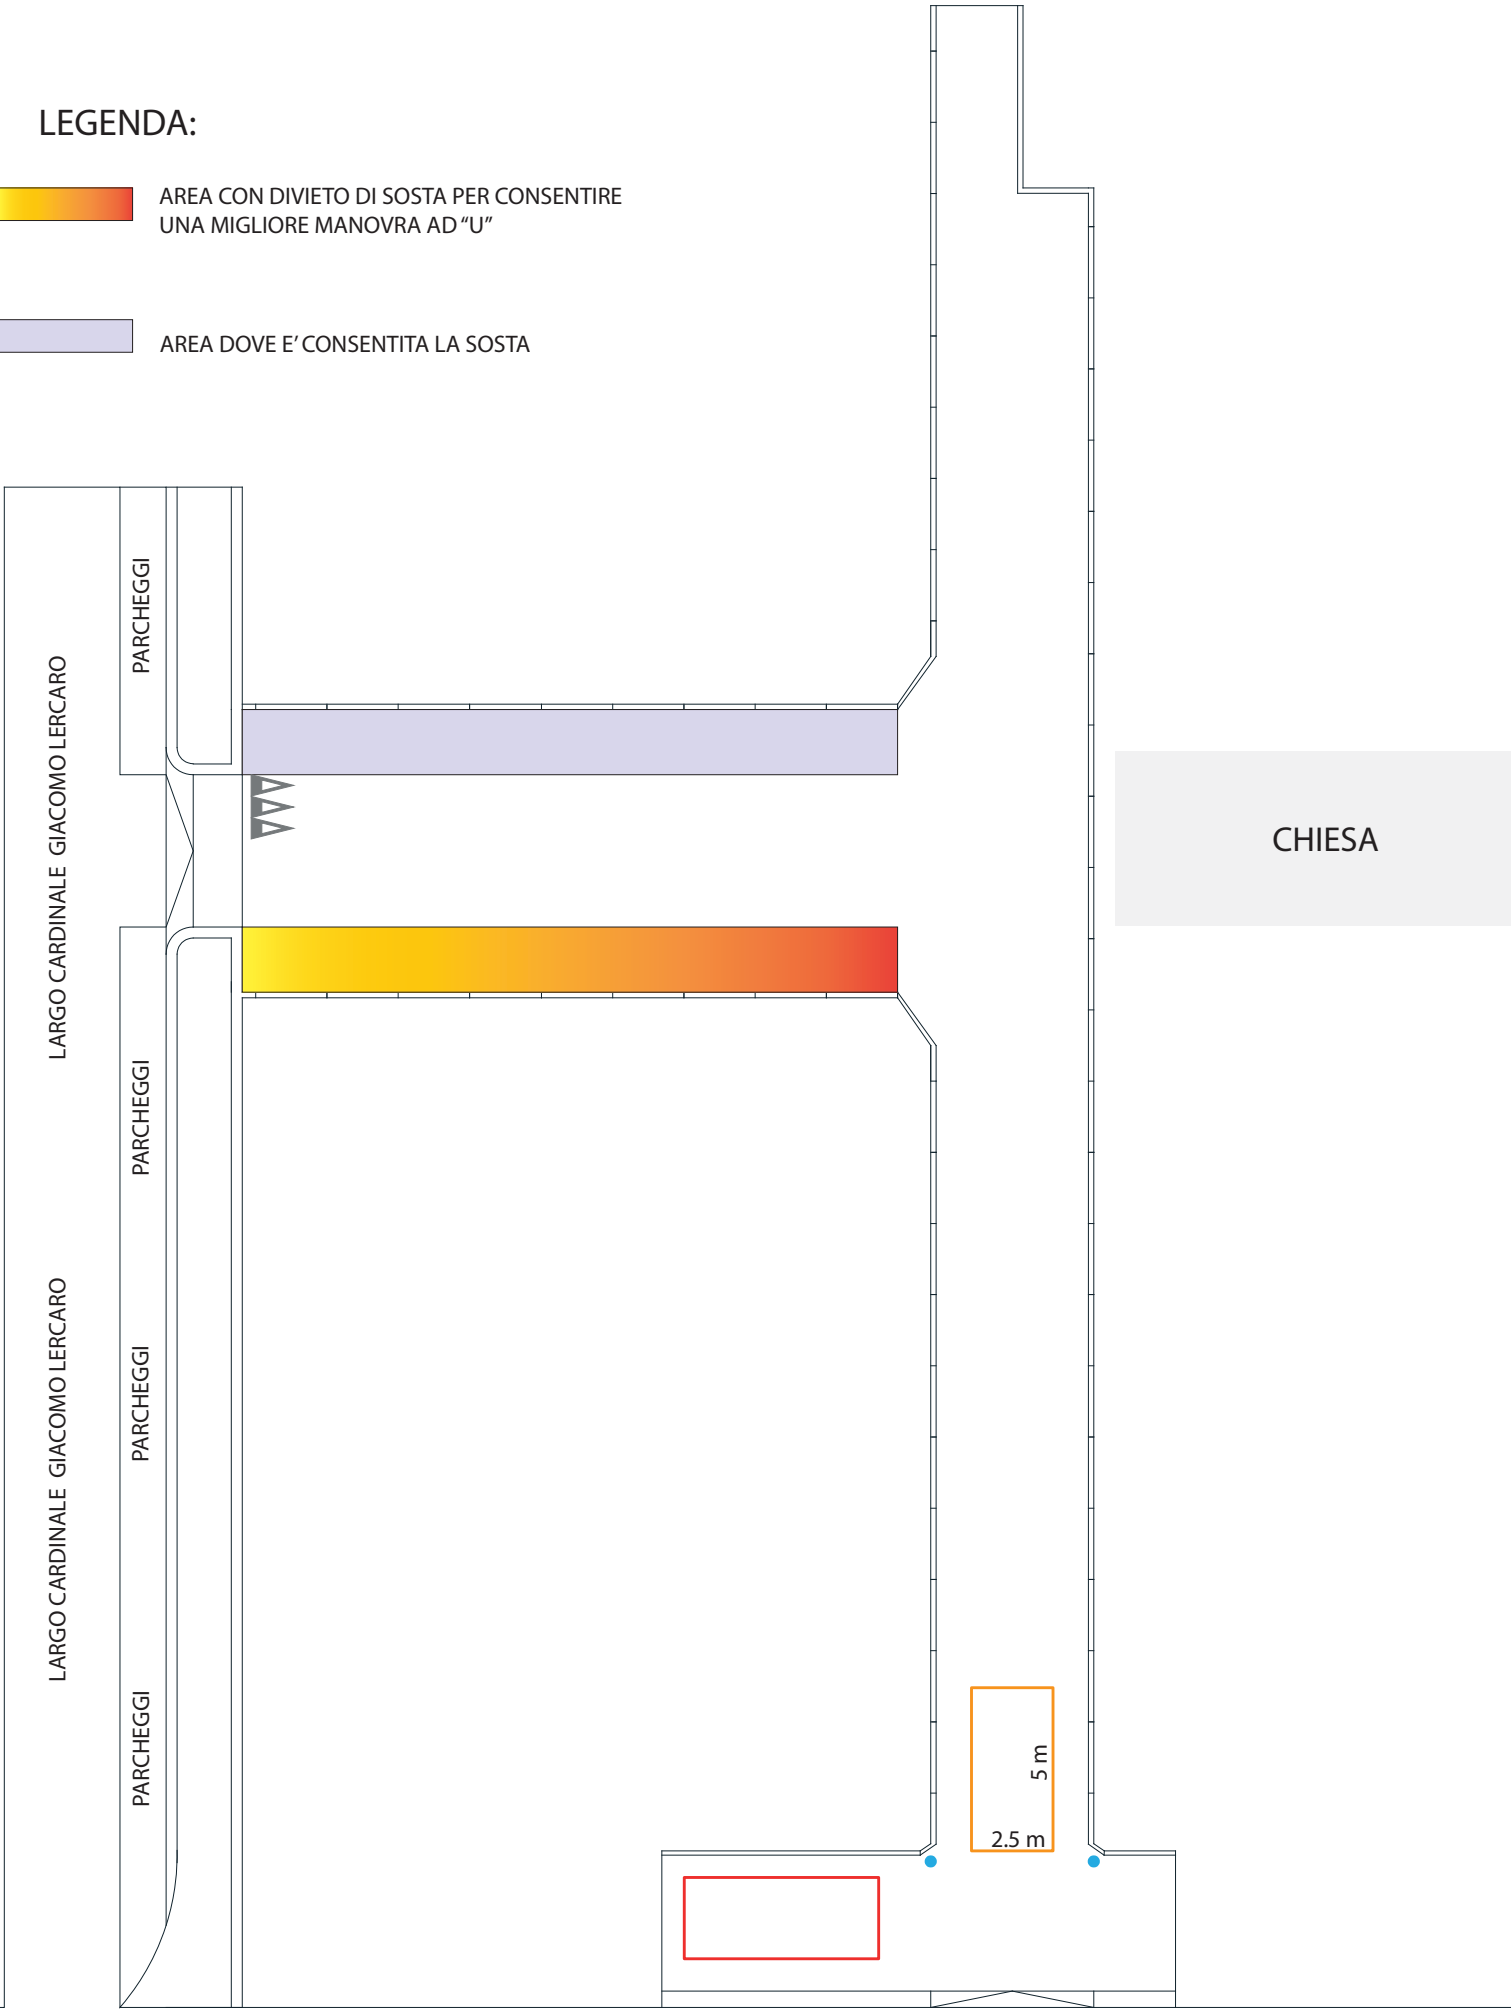 LEGENDA:
AREA CON DIVIETO DI SOSTA PER CONSENTIRE
UNA MIGLIORE MANOVRA AD “U”
AREA DOVE E’ CONSENTITA LA SOSTA
PARCHEGGI
LARGO CARDINALE GIACOMO LERCARO
CHIESA
PARCHEGGI
LARGO CARDINALE GIACOMO LERCARO
PARCHEGGI
PARCHEGGI
5 m
2.5 m